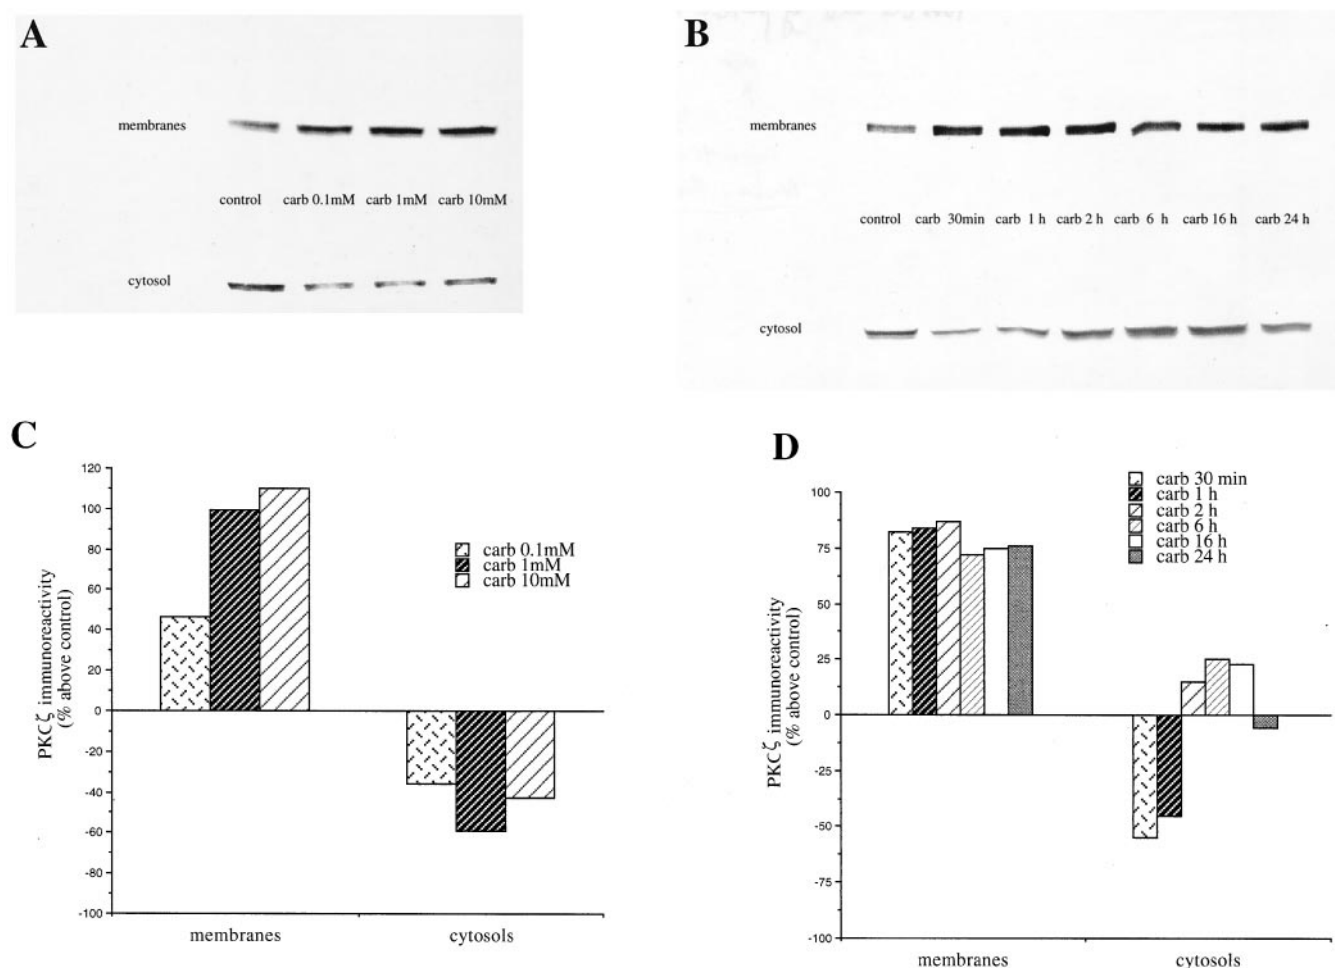 A
membranes
control carb 0.1mM carb 1mM carb 10mM
cytosol
B
membranes
control carb 30min carb 1 h carb 2 h carb 6 h carb 16 h carb 24 h
cytosol
C
120
100
80
60
40
20
0
-20
-40
-60
-80
-100
PKCζ immunoreactivity
(% above control)
carb 0.1mM
carb 1mM
carb 10mM
membranes cytosols
D
100
75
50
25
0
-25
-50
-75
-100
PKCζ immunoreactivity
(% above control)
carb 30 min
carb 1 h
carb 2 h
carb 6 h
carb 16 h
carb 24 h
membranes cytosols